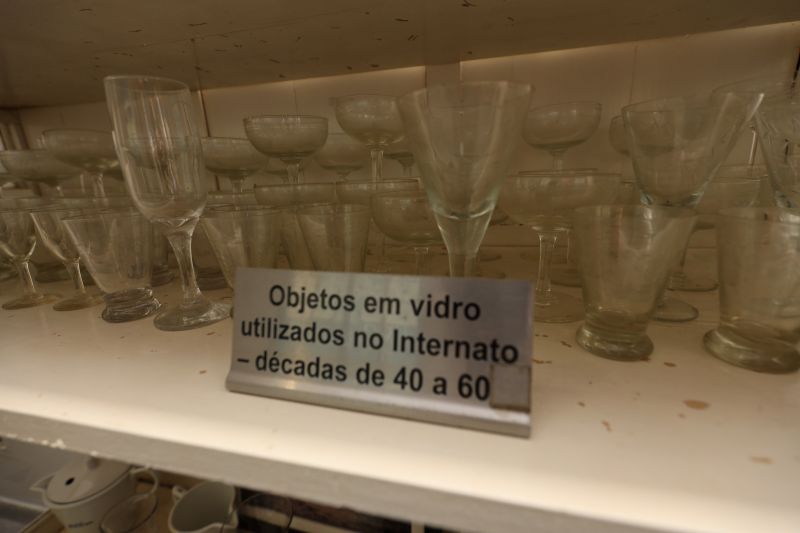 Objetos em vidro
utilizados no Internato
– décadas de 40 a 60